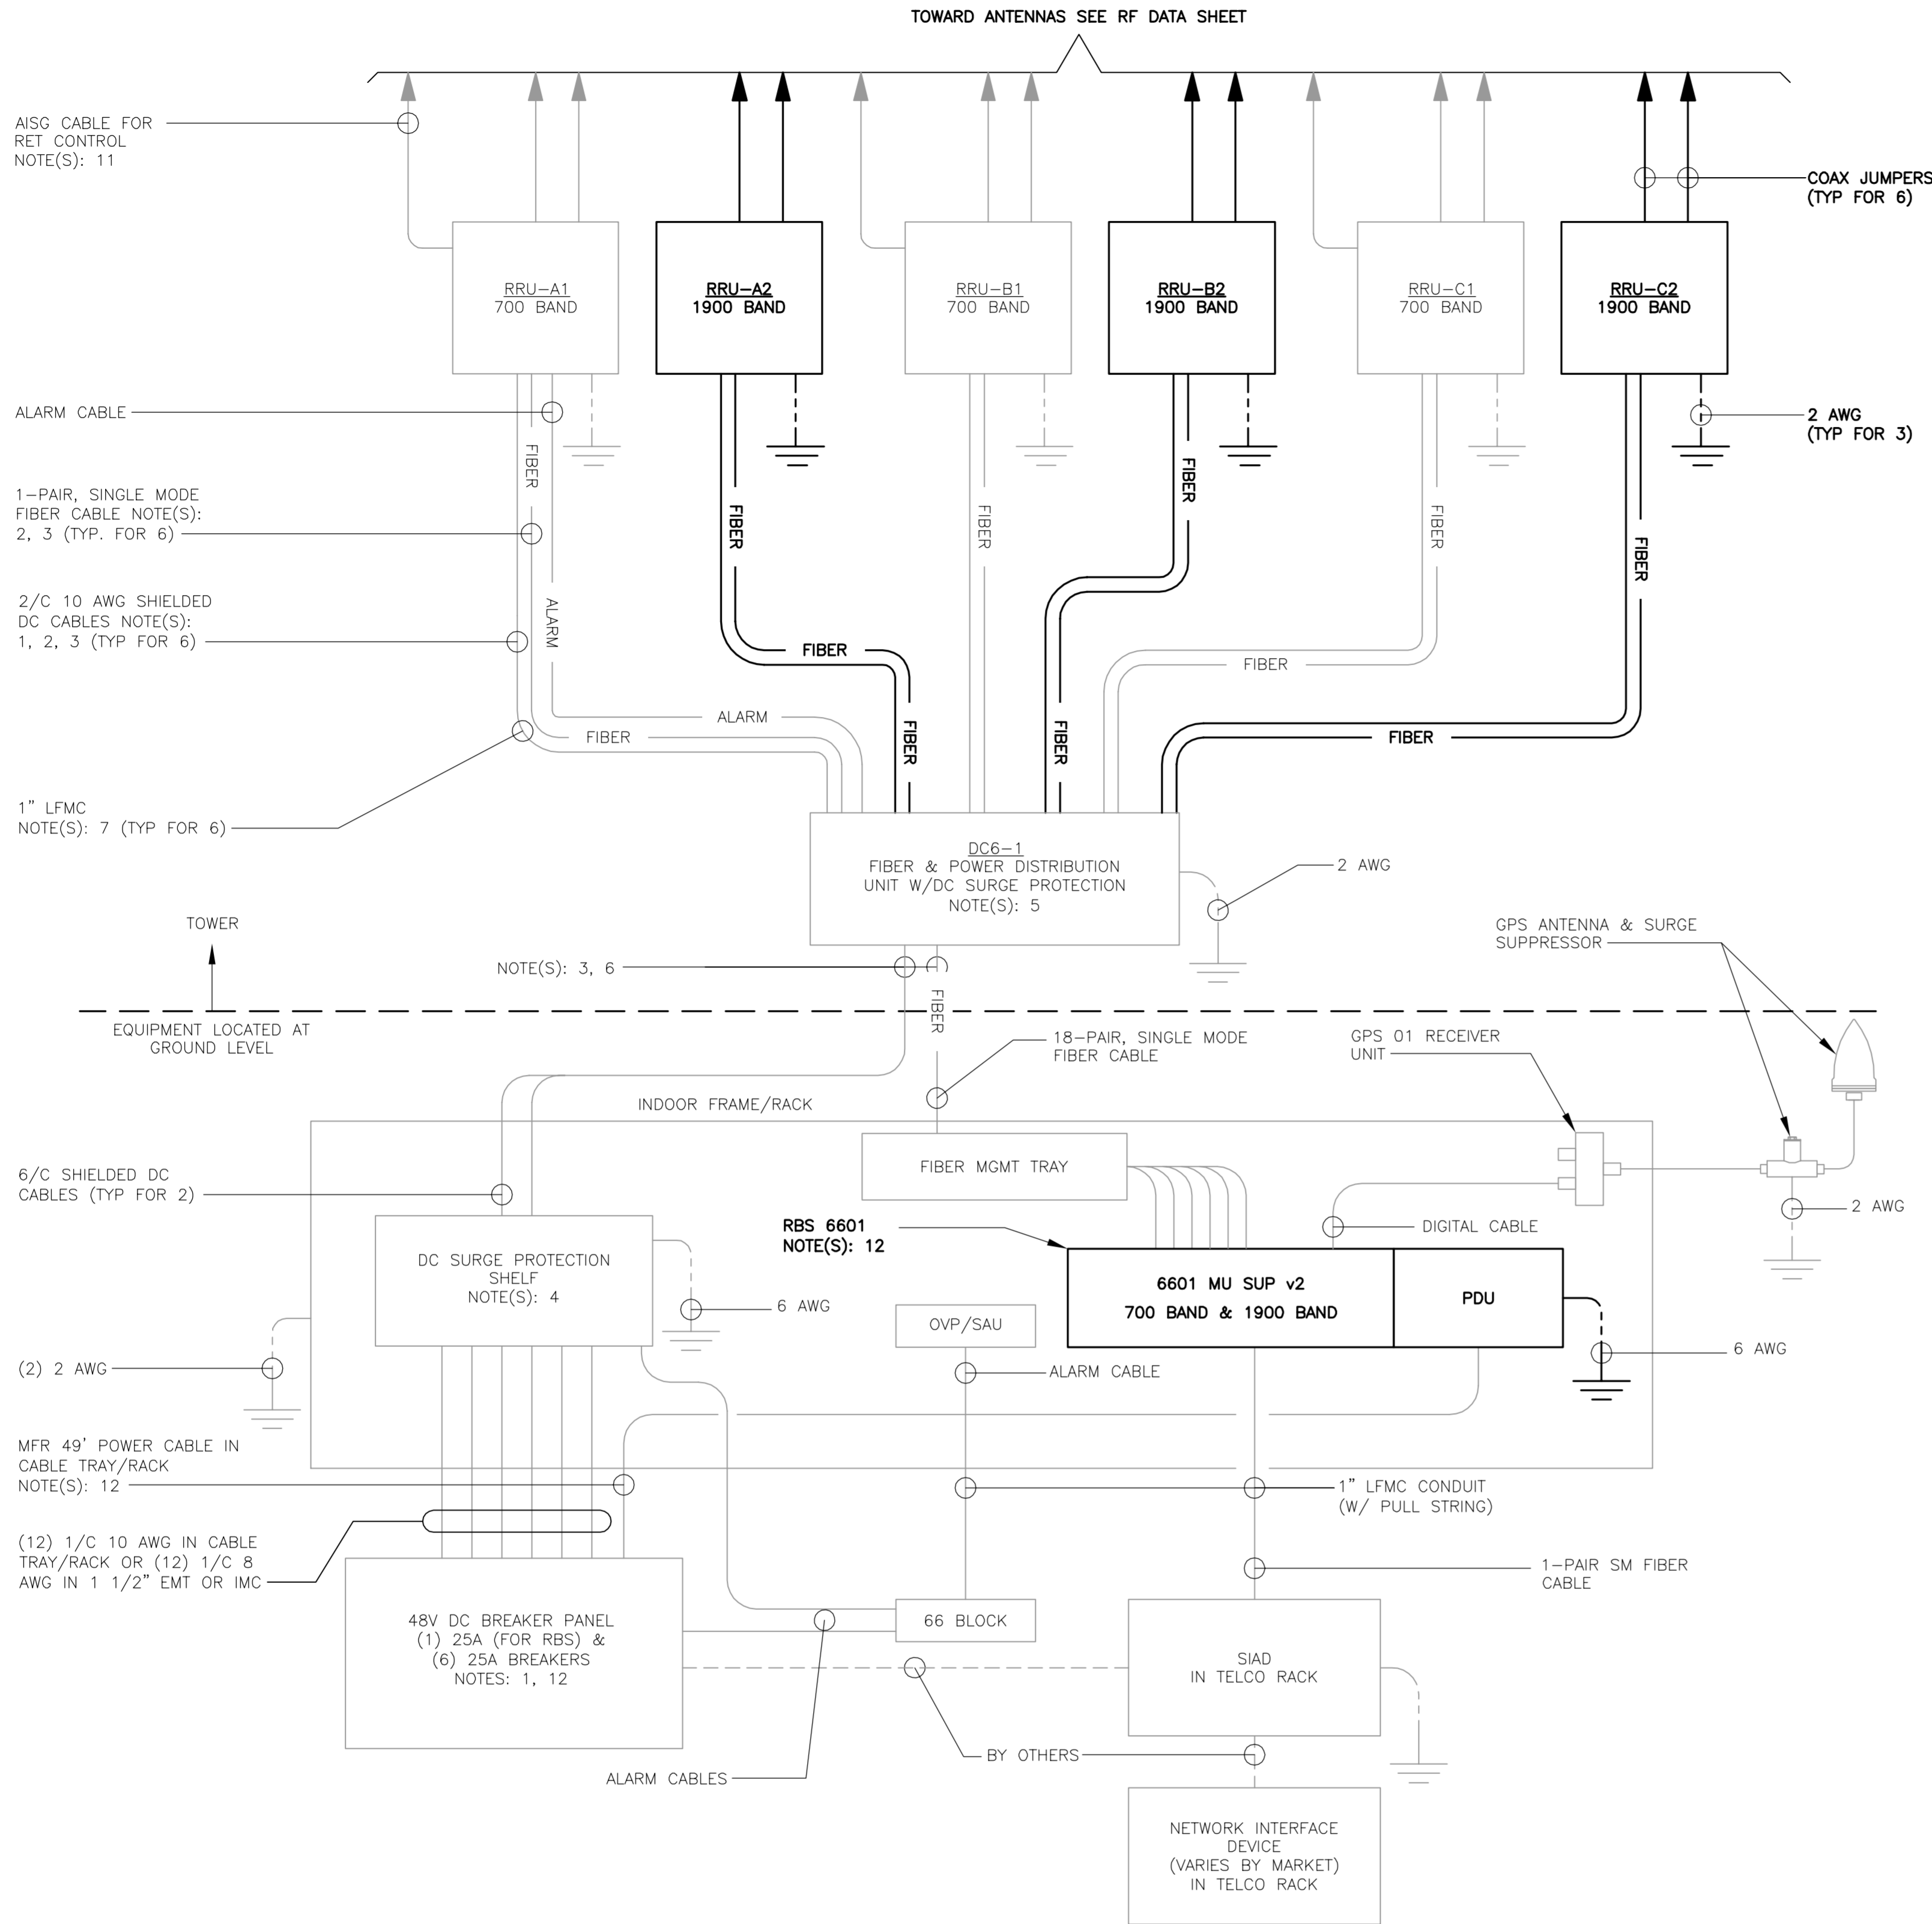 TOWARD ANTENNAS SEE RF DATA SHEET
AISG CABLE FOR
RET CONTROL
NOTE(S): 11
COAX JUMPERS
(TYP FOR 6)
RRU-A1
700 BAND
RRU-A2
1900 BAND
RRU-B1
700 BAND
RRU-B2
1900 BAND
RRU-C1
700 BAND
RRU-C2
1900 BAND
ALARM CABLE
2 AWG
(TYP FOR 3)
FIBER
FIBER
FIBER
FIBER
FIBER
FIBER
1-PAIR, SINGLE MODE
FIBER CABLE NOTE(S):
2, 3 (TYP. FOR 6)
2/C 10 AWG SHIELDED
DC CABLES NOTE(S):
1, 2, 3 (TYP FOR 6)
ALARM
FIBER
FIBER
ALARM
FIBER
FIBER
FIBER
FIBER
1" LFMC
NOTE(S): 7 (TYP FOR 6)
DC6-1
FIBER & POWER DISTRIBUTION
UNIT W/DC SURGE PROTECTION
NOTE(S): 5
2 AWG
TOWER
GPS ANTENNA & SURGE
SUPPRESSOR
NOTE(S): 3, 6
FIBER
EQUIPMENT LOCATED AT
GROUND LEVEL
18-PAIR, SINGLE MODE
FIBER CABLE
GPS 01 RECEIVER
UNIT
INDOOR FRAME/RACK
FIBER MGMT TRAY
6/C SHIELDED DC
CABLES (TYP FOR 2)
2 AWG
RBS 6601
NOTE(S): 12
DIGITAL CABLE
DC SURGE PROTECTION
SHELF
NOTE(S): 4
6601 MU SUP v2
700 BAND & 1900 BAND
PDU
6 AWG
OVP/SAU
6 AWG
(2) 2 AWG
ALARM CABLE
MFR 49' POWER CABLE IN
CABLE TRAY/RACK
NOTE(S): 12
1" LFMC CONDUIT
(W/ PULL STRING)
(12) 1/C 10 AWG IN CABLE
TRAY/RACK OR (12) 1/C 8
AWG IN 1 1/2" EMT OR IMC
1-PAIR SM FIBER
CABLE
48V DC BREAKER PANEL
(1) 25A (FOR RBS) &
(6) 25A BREAKERS
NOTES: 1, 12
66 BLOCK
SIAD
IN TELCO RACK
BY OTHERS
ALARM CABLES
NETWORK INTERFACE
DEVICE
(VARIES BY MARKET)
IN TELCO RACK